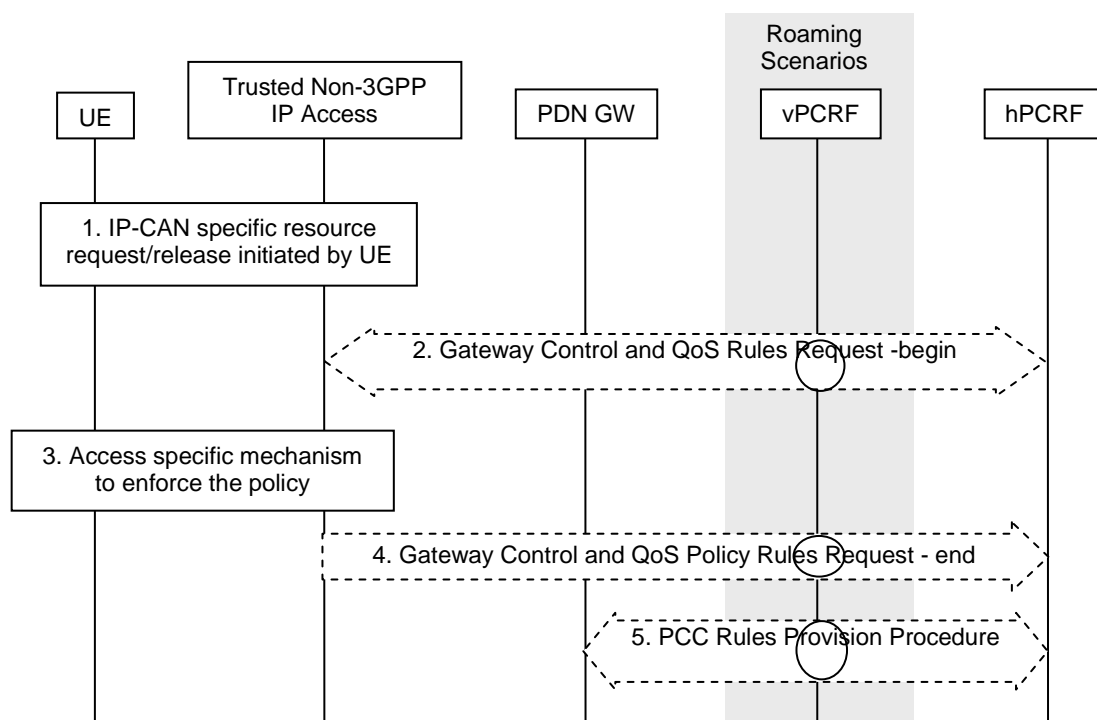 Roaming
Scenarios
UE
Trusted Non-3GPP
IP Access
PDN GW
vPCRF
hPCRF
1. IP-CAN specific resource
request/release initiated by UE
2. Gateway Control and QoS Rules Request -begin
3. Access specific mechanism
to enforce the policy
4. Gateway Control and QoS Policy Rules Request - end
5. PCC Rules Provision Procedure